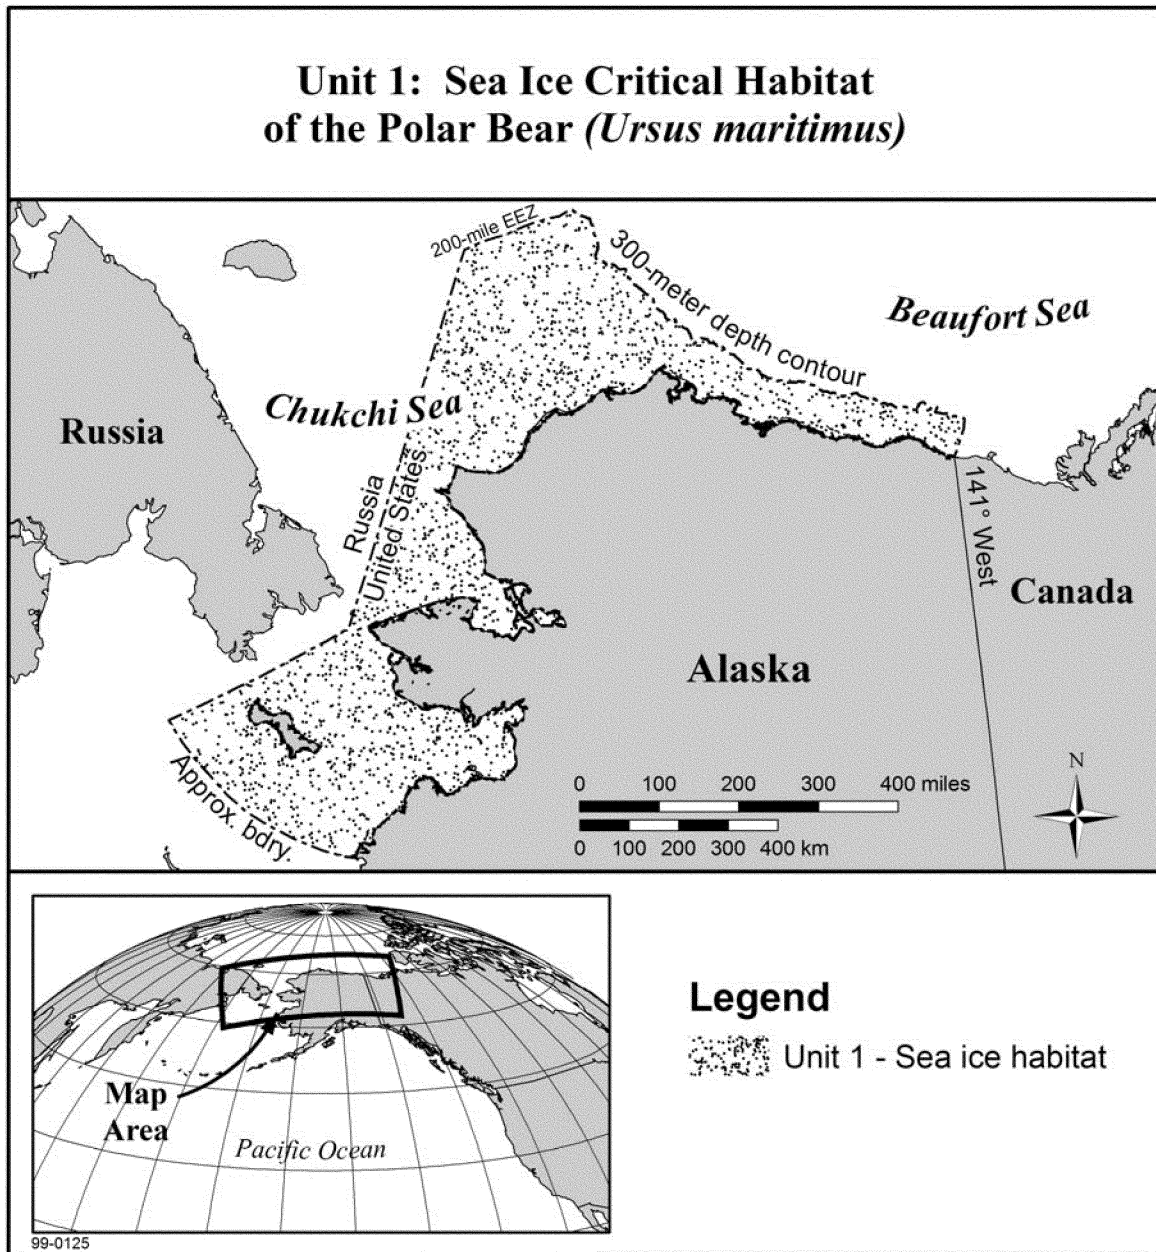 Unit 1: Sea Ice Critical Habitat
of the Polar Bear (Ursus maritimus)
200-mile EEZ
300-meter depth contour
Beaufort Sea
Chukchi Sea
Russia
Russia
United States
141° West
Canada
Alaska
Approx. bdry.
0 100 200 300 400 miles
0 100 200 300 400 km
N
Map
Area
Pacific Ocean
99-0125
Legend
Unit 1 - Sea ice habitat